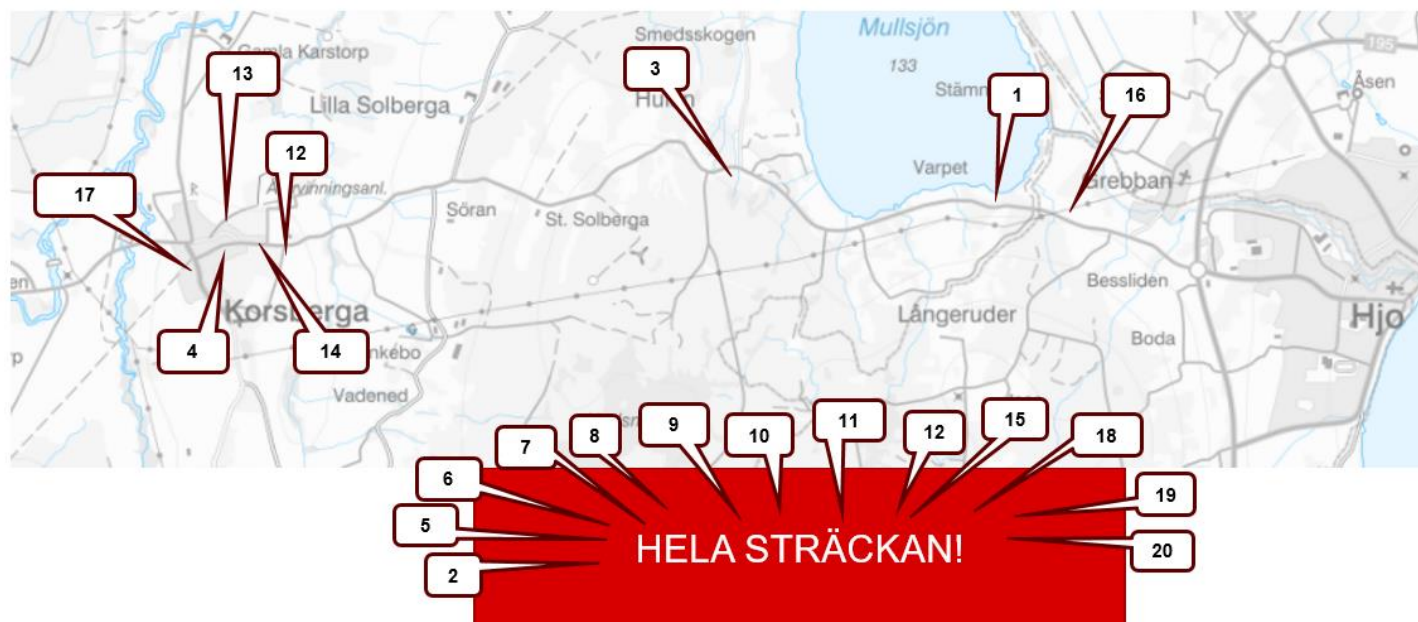 Mullsjön
133
Smedsskogen
3
1
16
195
Åsen
Gamla Karstorp
13
Lilla Solberga
12
17
Varpet
Grebban
Söran
St. Solberga
Bessliden
Korsberga
Långeruder
Hjo
4
14
Boda
Vadened
6
7
8
9
10
11
12
15
18
5
19
2
20
HELA STRÄCKAN!